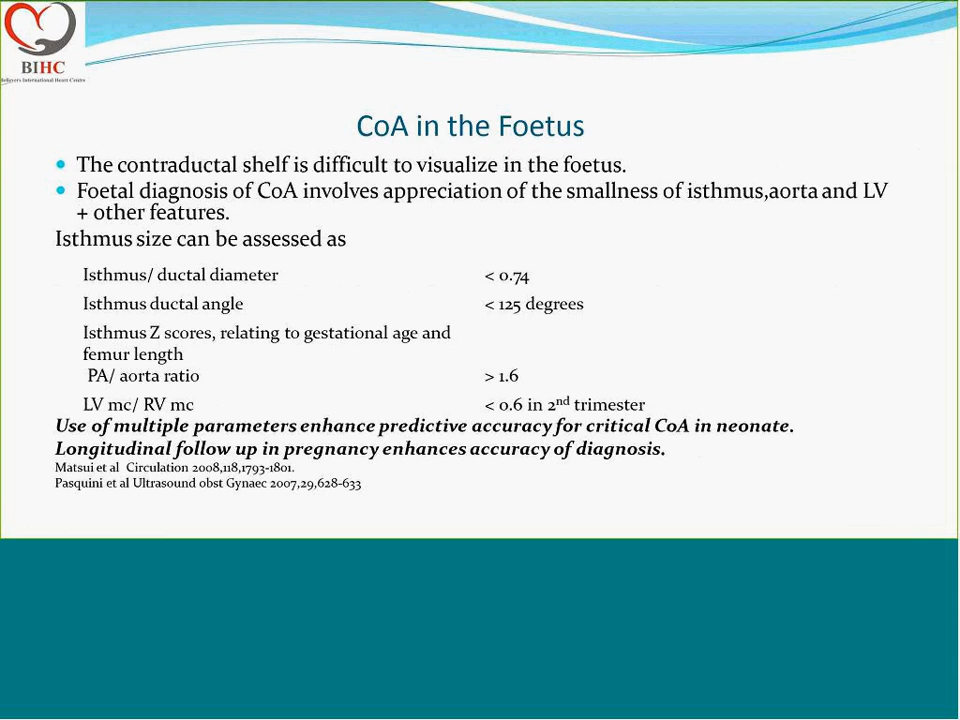 BIHC
Believers International Heart Centre
CoA in the Foetus
• The contraductal shelf is difficult to visualize in the foetus.
• Foetal diagnosis of CoA involves appreciation of the smallness of isthmus,aorta and LV
+ other features.
Isthmus size can be assessed as
Isthmus/ ductal diameter < 0.74
Isthmus ductal angle < 125 degrees
Isthmus Z scores, relating to gestational age and
femur length
PA/ aorta ratio > 1.6
LV mc/ RV mc < 0.6 in 2nd trimester
Use of multiple parameters enhance predictive accuracy for critical CoA in neonate.
Longitudinal follow up in pregnancy enhances accuracy of diagnosis.
Matsui et al Circulation 2008,118,1793-1801.
Pasquini et al Ultrasound obst Gynaec 2007,29,628-633